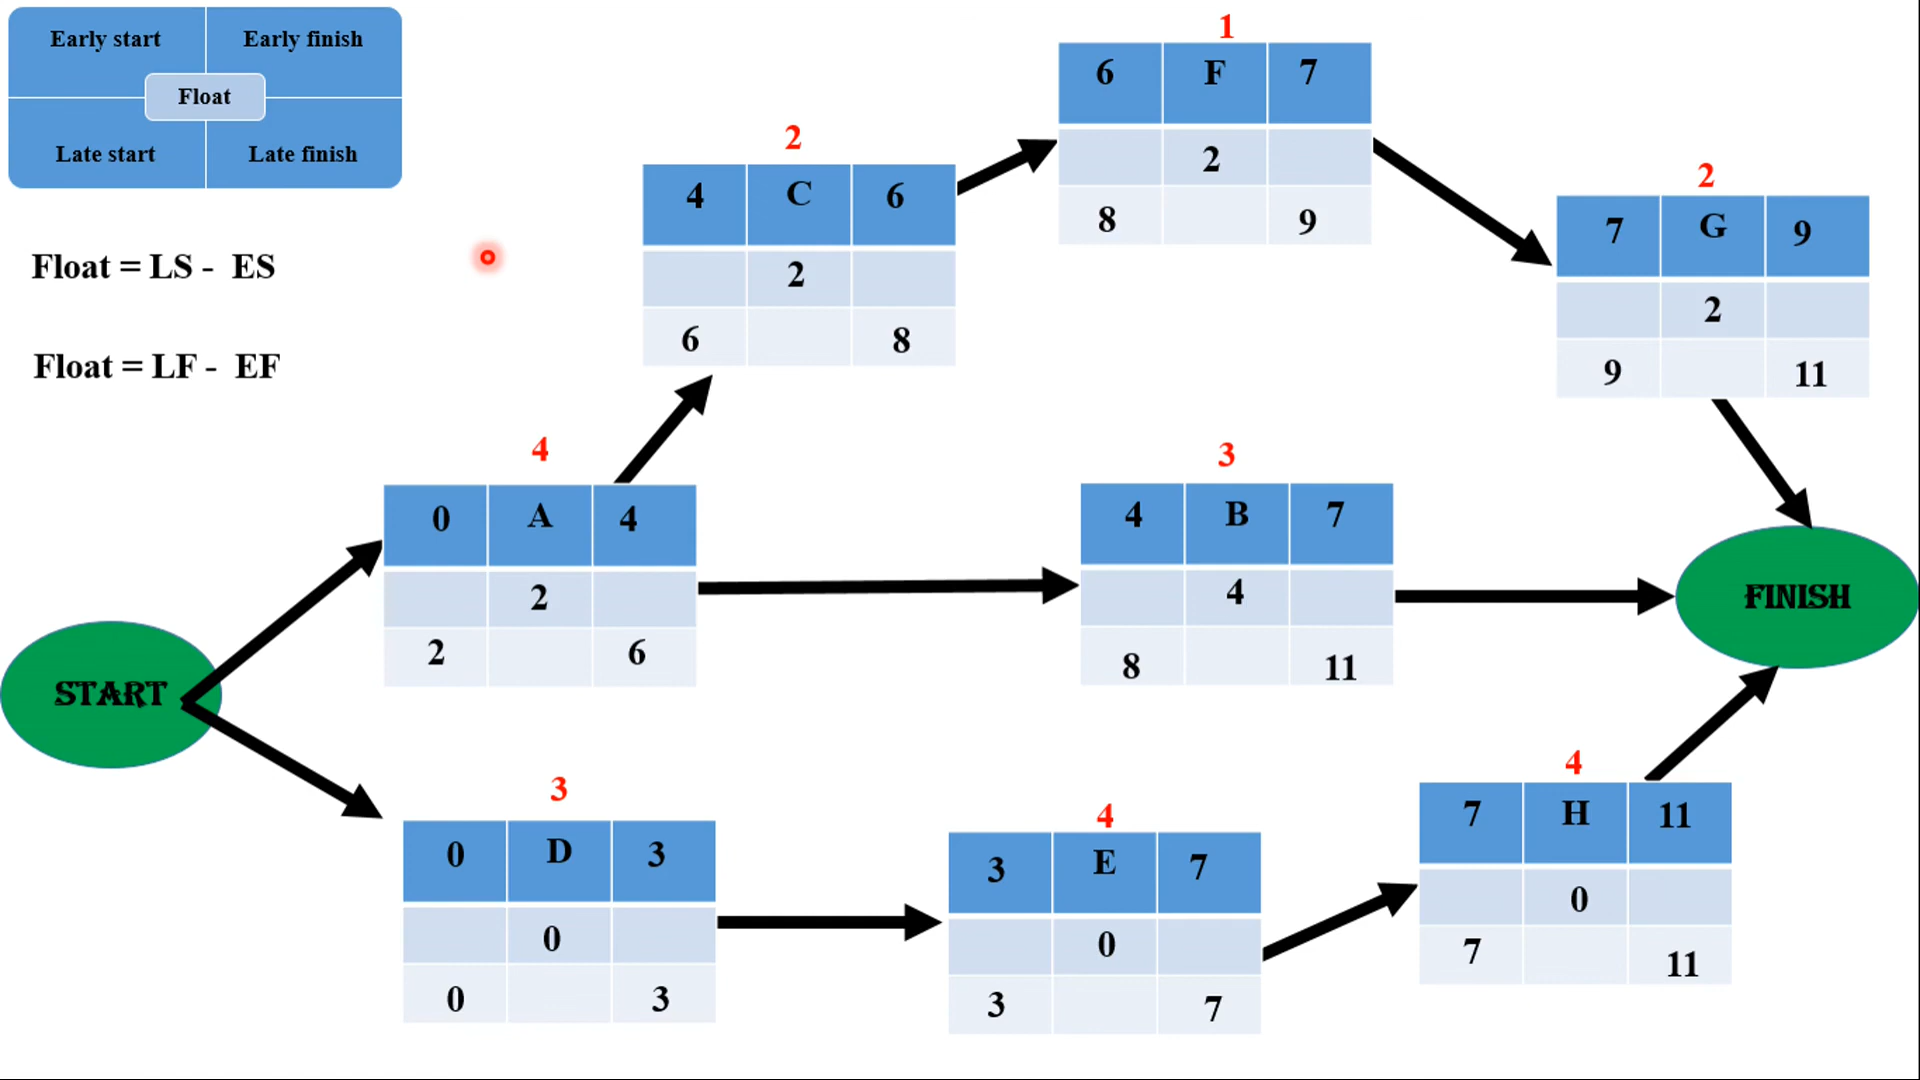 Early start Early finish
Float
Late start Late finish
Float = LS - ES
Float = LF - EF
1
6 F 7
2
8 9
2
4 C 6
2
6 8
2
7 G 9
2
9 11
4
0 A 4
2
2 6
3
4 B 7
4
8 11
START
FINISH
3
0 D 3
0
0 3
4
3 E 7
0
3 7
4
7 H 11
0
7 11